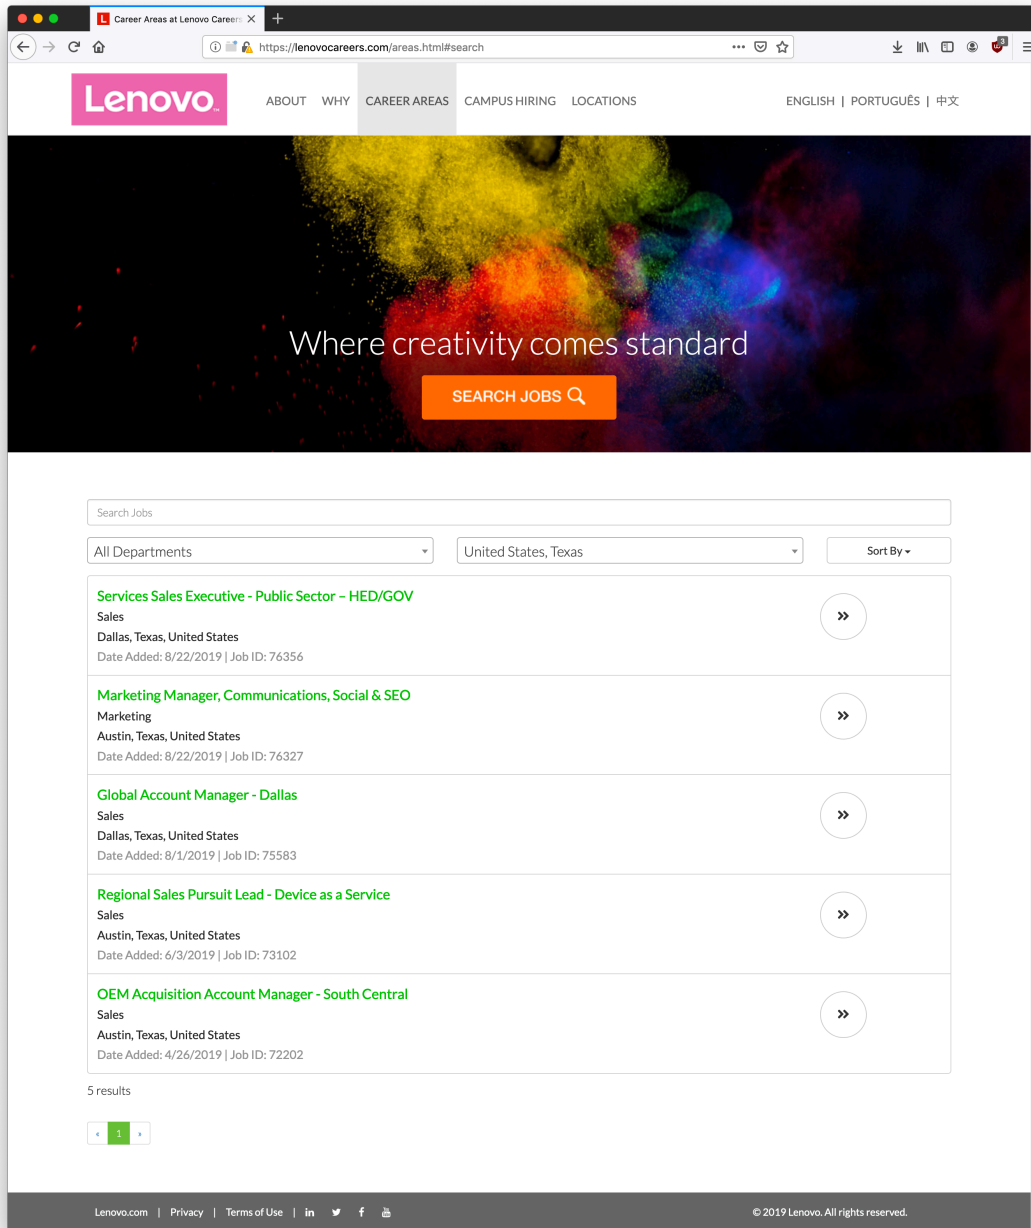 Career Areas at Lenovo Careers
https://lenovocareers.com/areas.html#search
3
Lenovo™
ABOUT WHY CAREER AREAS CAMPUS HIRING LOCATIONS ENGLISH | PORTUGUÊS | 中文
Where creativity comes standard
SEARCH JOBS
Search Jobs
All Departments United States, Texas Sort By
Services Sales Executive - Public Sector – HED/GOV
Sales
Dallas, Texas, United States
Date Added: 8/22/2019 | Job ID: 76356
Marketing Manager, Communications, Social & SEO
Marketing
Austin, Texas, United States
Date Added: 8/22/2019 | Job ID: 76327
Global Account Manager - Dallas
Sales
Dallas, Texas, United States
Date Added: 8/1/2019 | Job ID: 75583
Regional Sales Pursuit Lead - Device as a Service
Sales
Austin, Texas, United States
Date Added: 6/3/2019 | Job ID: 73102
OEM Acquisition Account Manager - South Central
Sales
Austin, Texas, United States
Date Added: 4/26/2019 | Job ID: 72202
5 results
« 1 »
Lenovo.com | Privacy | Terms of Use | in f © 2019 Lenovo. All rights reserved.